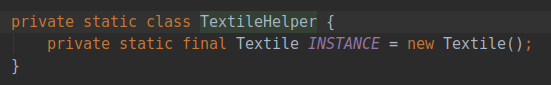 private static class TextileHelper {
    private static final Textile INSTANCE = new Textile();
}